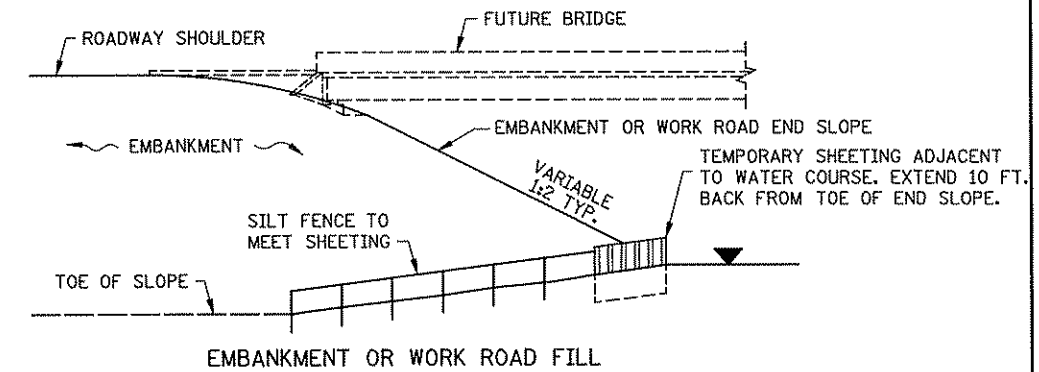 FUTURE BRIDGE
ROADWAY SHOULDER
EMBANKMENT OR WORK ROAD END SLOPE
EMBANKMENT
TEMPORARY SHEETING ADJACENT
TO WATER COURSE. EXTEND 10 FT.
BACK FROM TOE OF END SLOPE.
VARIABLE
1:2 TYP.
SILT FENCE TO
MEET SHEETING
TOE OF SLOPE
EMBANKMENT OR WORK ROAD FILL